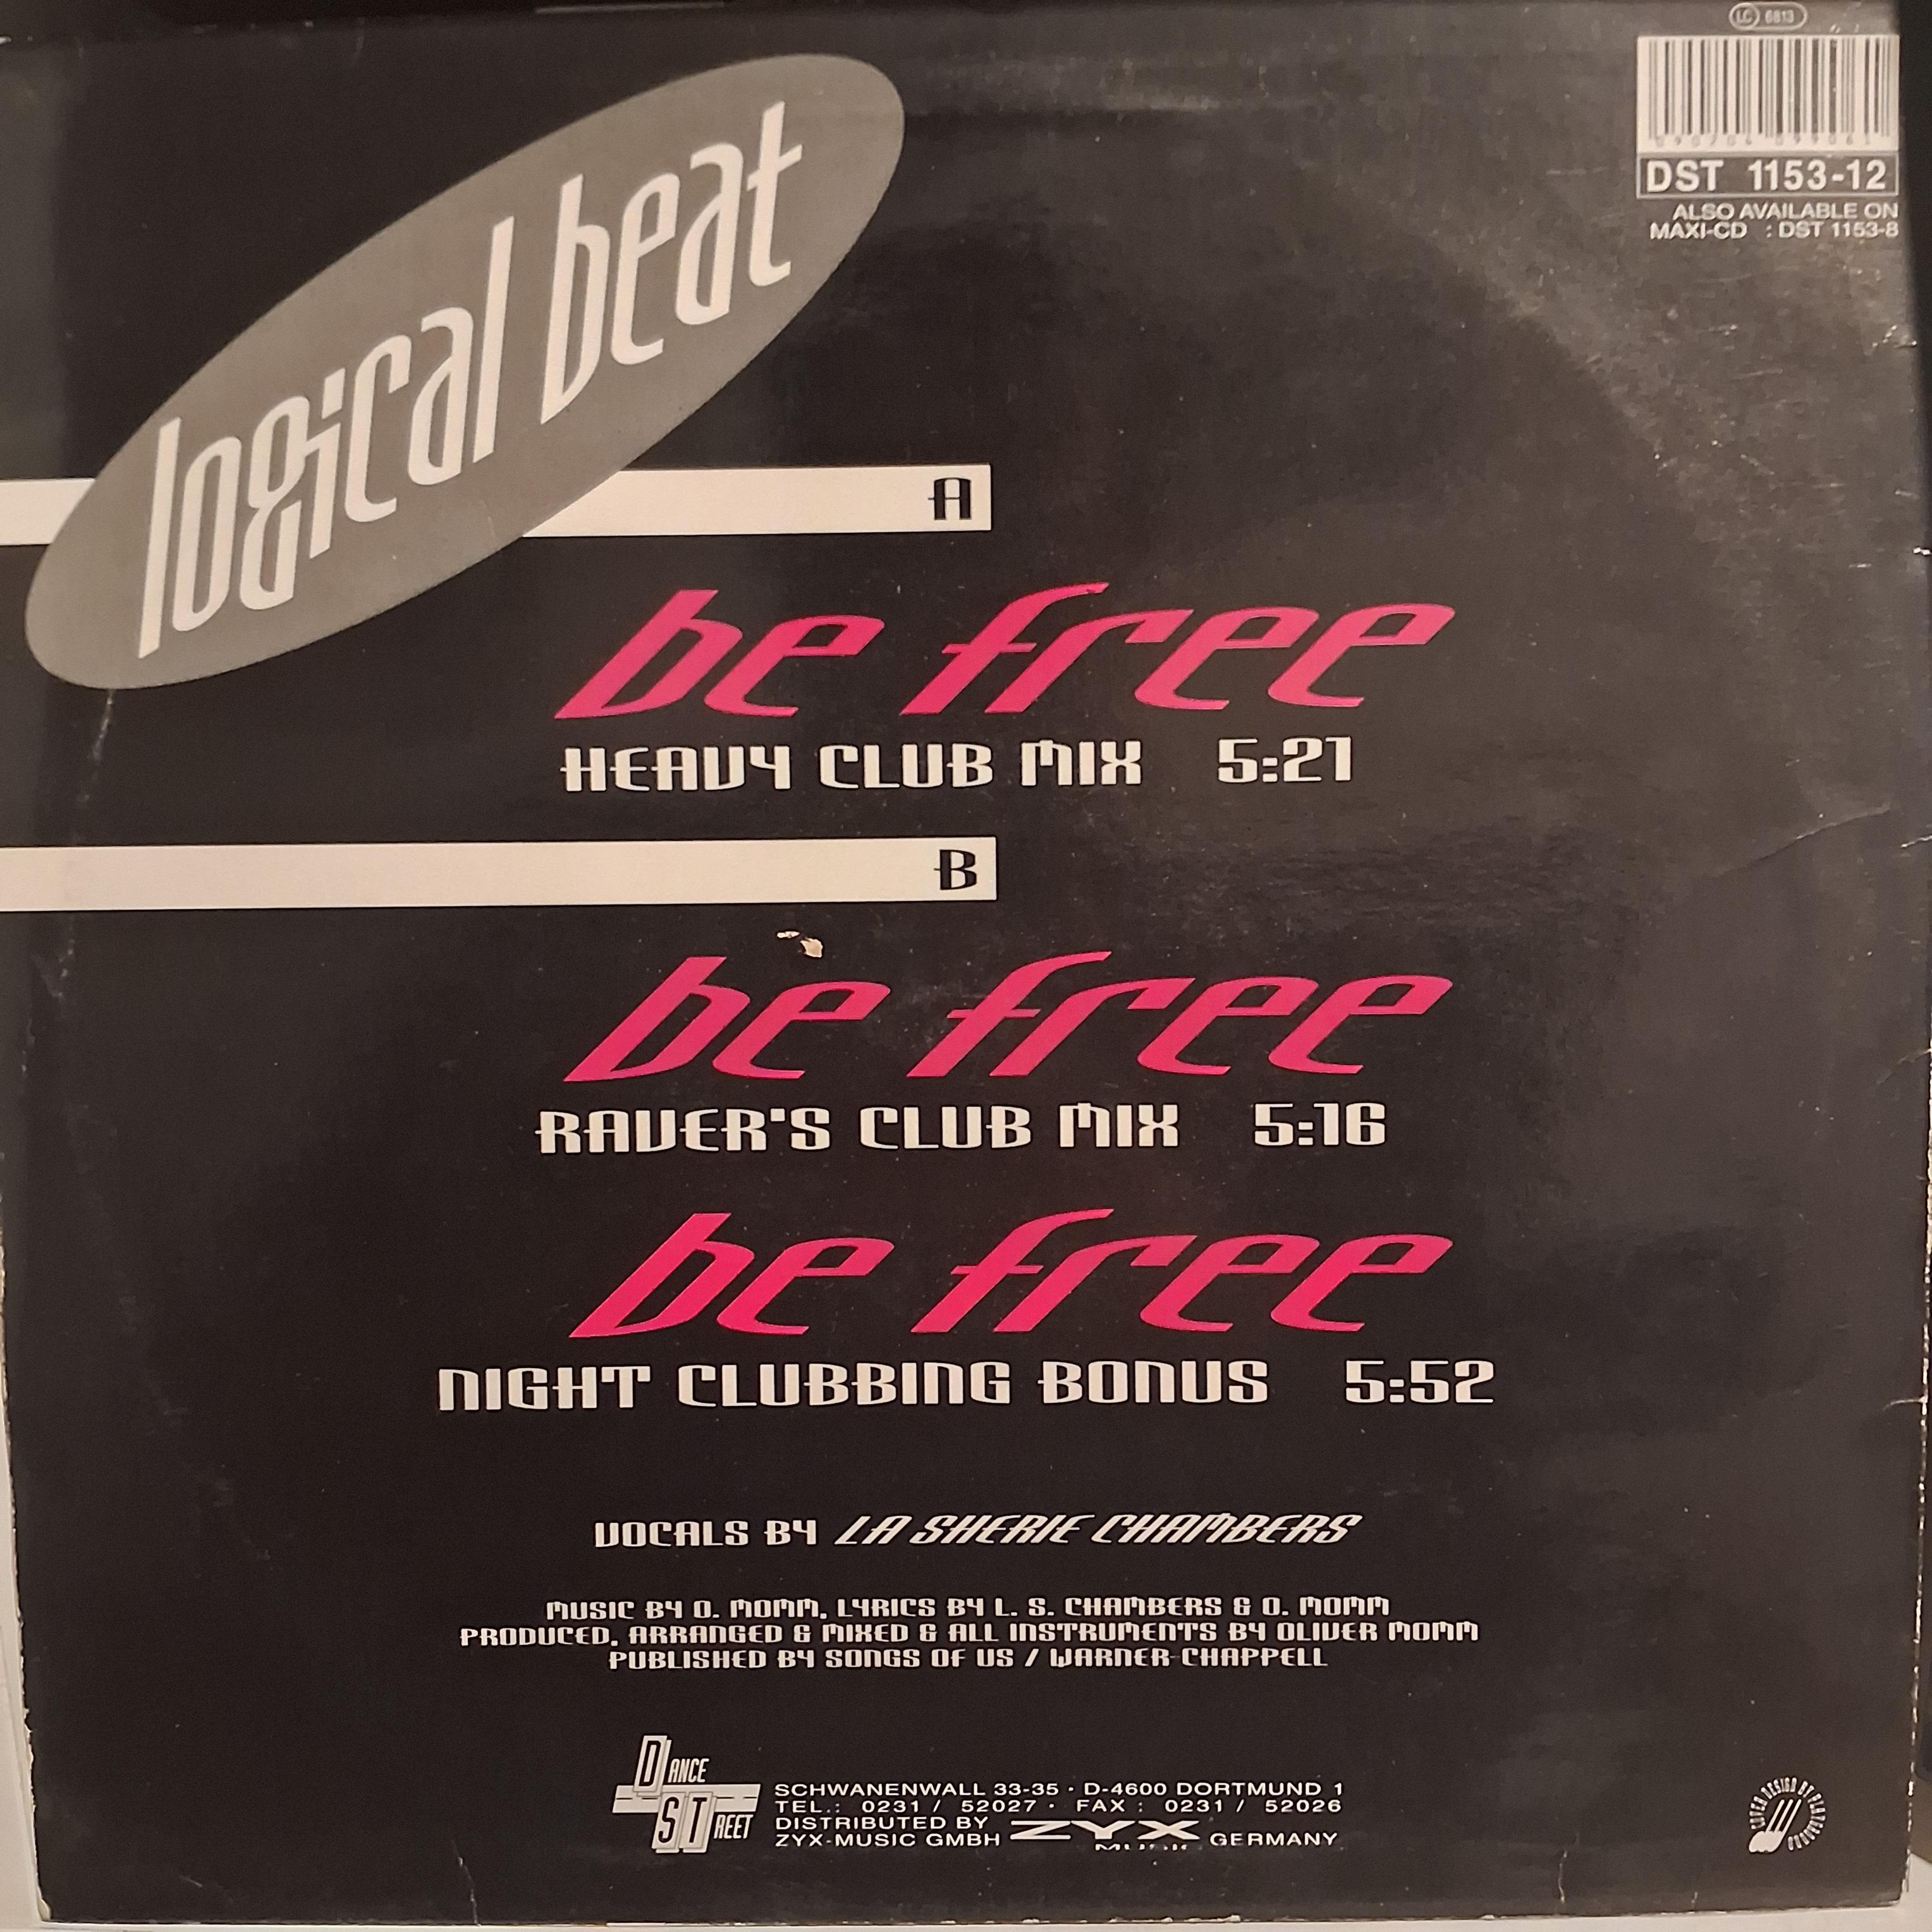 LC 6813
DST 1153-12
ALSO AVAILABLE ON
MAXI-CD : DST 1153-8
logical beat
A
be free
HEAVY CLUB MIX 5:21
B
be free
RAVER'S CLUB MIX 5:16
be free
NIGHT CLUBBING BONUS 5:52
VOCALS BY LA SHERIE CHAMBERS
MUSIC BY O. MOMM, LYRICS BY L. S. CHAMBERS & O. MOMM
PRODUCED, ARRANGED & MIXED & ALL INSTRUMENTS BY OLIVER MOMM
PUBLISHED BY SONGS OF US / WARNER-CHAPPELL
DANCE STREET
SCHWANENWALL 33-35 · D-4600 DORTMUND 1
TEL.: 0231 / 52027 · FAX : 0231 / 52026
DISTRIBUTED BY
ZYX-MUSIC GMBH ZYX MUSIC GERMANY
COVER DESIGN BY